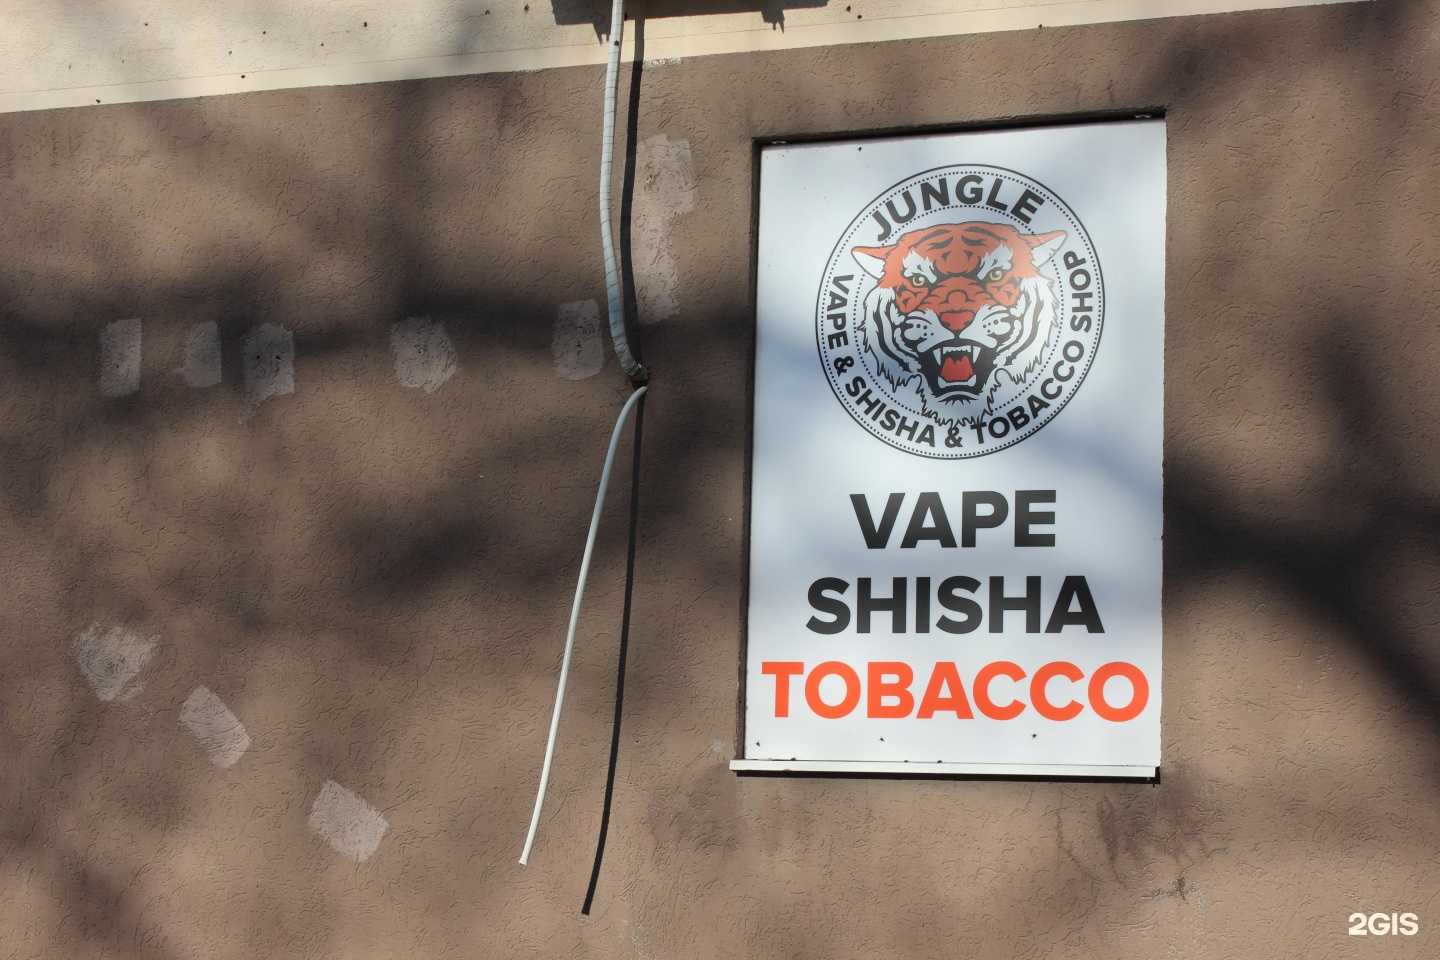 JUNGLE
VAPE & SHISHA & TOBACCO SHOP
VAPE
SHISHA
TOBACCO
2GIS